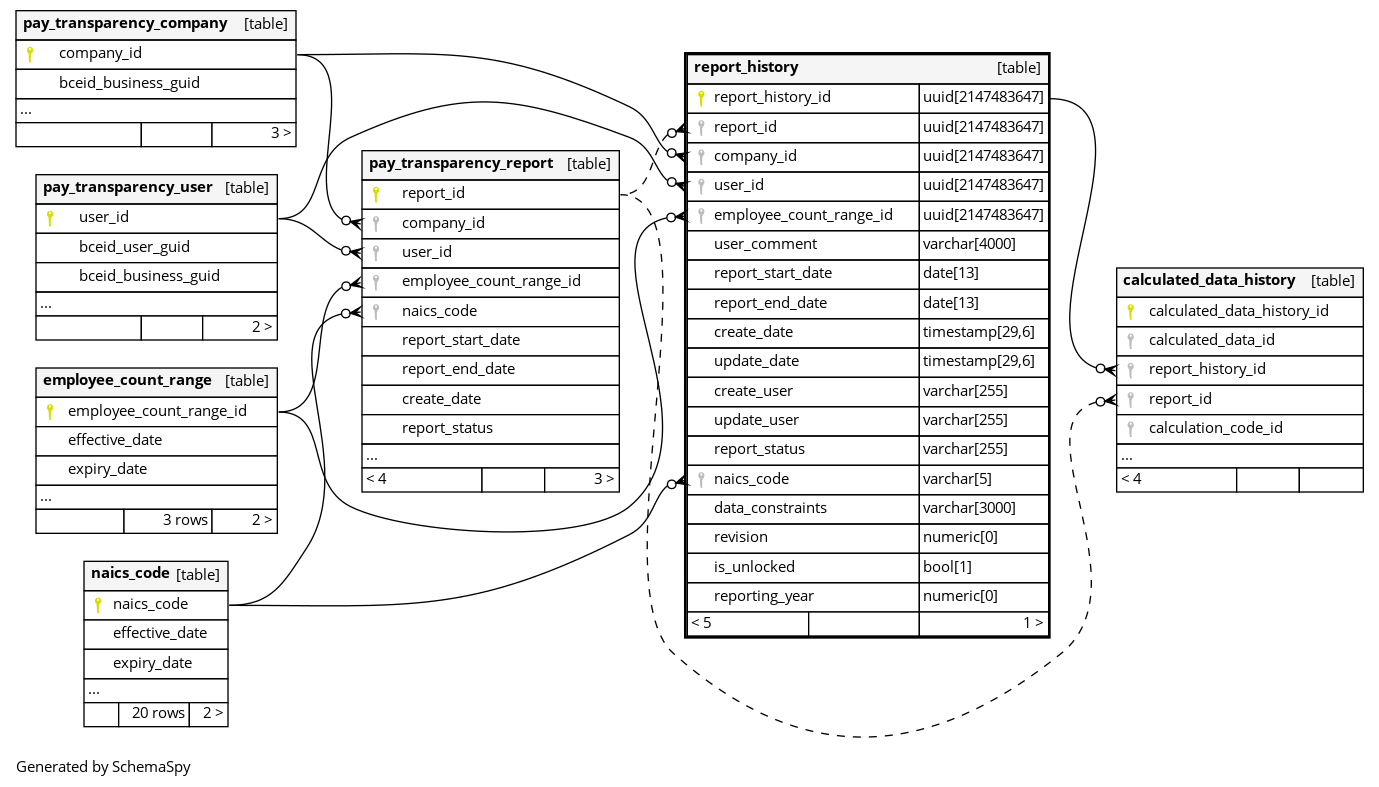 pay_transparency_company [table]
company_id
bceid_business_guid
...
3 >
pay_transparency_user [table]
user_id
bceid_user_guid
bceid_business_guid
...
2 >
employee_count_range [table]
employee_count_range_id
effective_date
expiry_date
...
3 rows 2 >
naics_code [table]
naics_code
effective_date
expiry_date
...
20 rows 2 >
pay_transparency_report [table]
report_id
company_id
user_id
employee_count_range_id
naics_code
report_start_date
report_end_date
create_date
report_status
...
< 4 3 >
report_history [table]
report_history_id uuid[2147483647]
report_id uuid[2147483647]
company_id uuid[2147483647]
user_id uuid[2147483647]
employee_count_range_id uuid[2147483647]
user_comment varchar[4000]
report_start_date date[13]
report_end_date date[13]
create_date timestamp[29,6]
update_date timestamp[29,6]
create_user varchar[255]
update_user varchar[255]
report_status varchar[255]
naics_code varchar[5]
data_constraints varchar[3000]
revision numeric[0]
is_unlocked bool[1]
reporting_year numeric[0]
< 5 1 >
calculated_data_history [table]
calculated_data_history_id
calculated_data_id
report_history_id
report_id
calculation_code_id
...
< 4
Generated by SchemaSpy